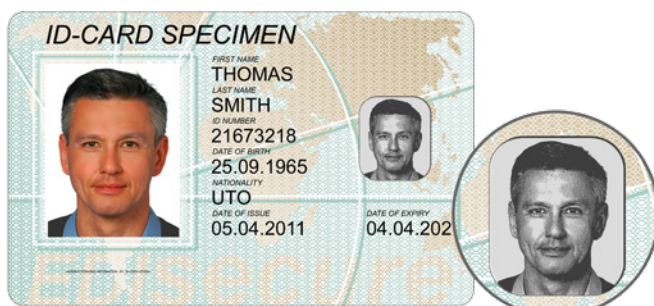 ID-CARD SPECIMEN
FIRST NAME
THOMAS
LAST NAME
SMITH
ID NUMBER
21673218
DATE OF BIRTH
25.09.1965
NATIONALITY
UTO
DATE OF ISSUE DATE OF EXPIRY
05.04.2011 04.04.202
EDIsecure